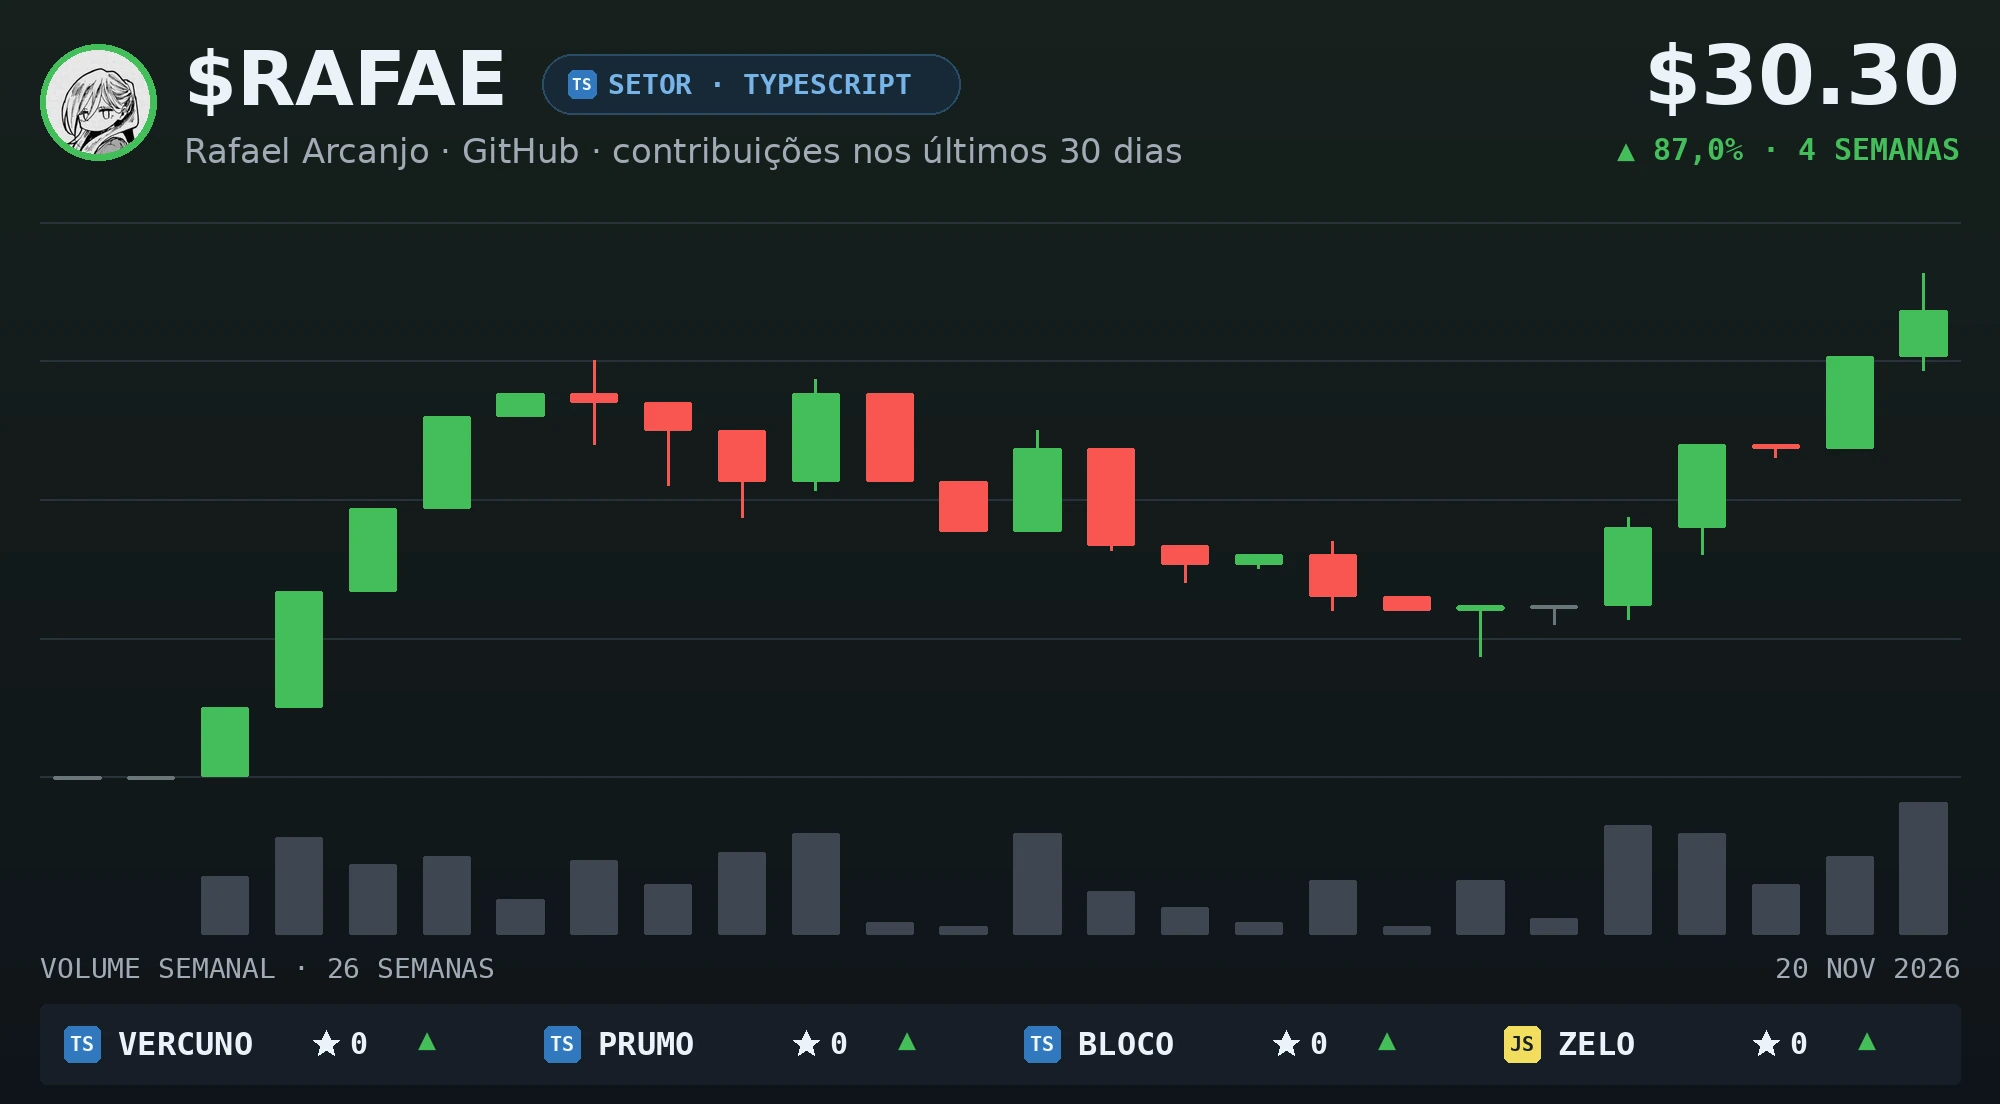 $RAFAE
TS SETOR · TYPESCRIPT
$30.30
Rafael Arcanjo · GitHub · contribuições nos últimos 30 dias
▲ 87,0% · 4 SEMANAS
VOLUME SEMANAL · 26 SEMANAS
20 NOV 2026
TS VERCUNO ★ 0 ▲
TS PRUMO ★ 0 ▲
TS BLOCO ★ 0 ▲
JS ZELO ★ 0 ▲